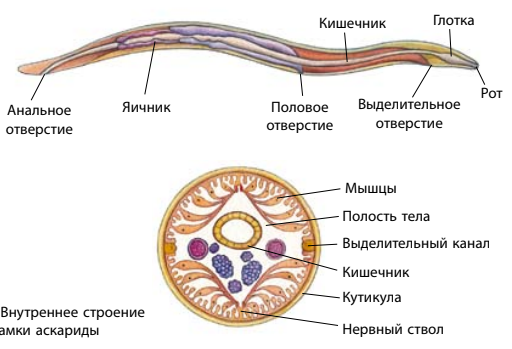 Кишечник
Глотка
Анальное
отверстие
Яичник
Половое
отверстие
Выделительное
отверстие
Рот
Мышцы
Полость тела
Выделительный канал
Кишечник
Кутикула
Нервный ствол
Внутреннее строение
амки аскариды